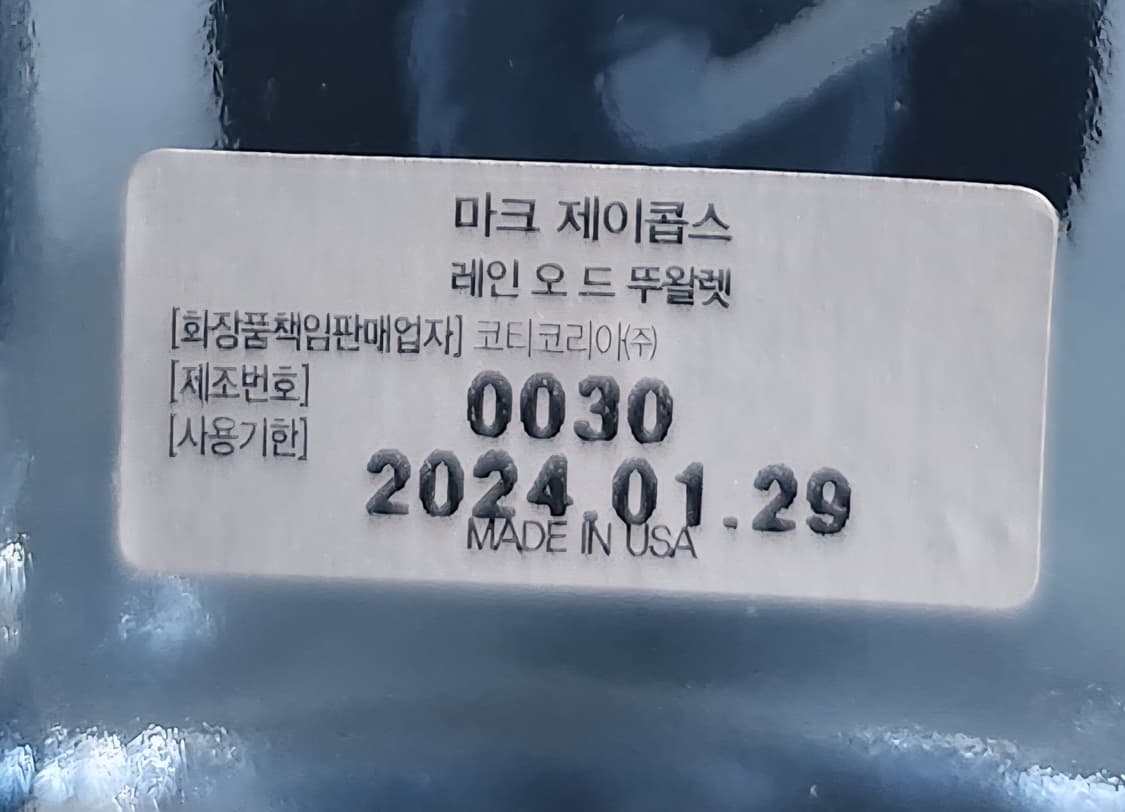 마크 제이콥스
레인 오 드 뚜왈렛
[화장품책임판매업자] 코티코리아(주)
[제조번호] 0030
[사용기한] 2024.01.29
MADE IN USA